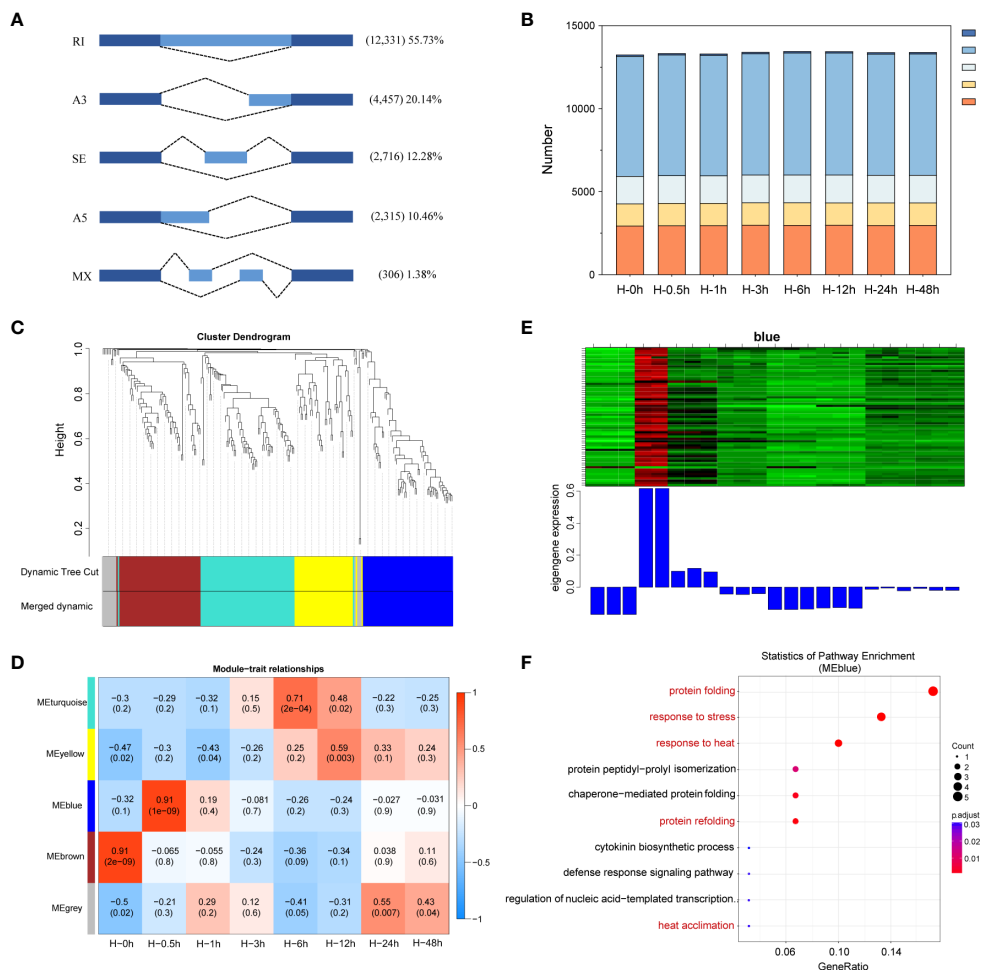 A
RI
(12,331) 55.73%
A3
(4,457) 20.14%
SE
(2,716) 12.28%
A5
(2,315) 10.46%
MX
(306) 1.38%
B
15000
10000
5000
0
Number
H-0h H-0.5h H-1h H-3h H-6h H-12h H-24h H-48h
C
Cluster Dendrogram
Height
1.0
0.8
0.6
0.4
0.2
Dynamic Tree Cut
Merged dynamic
E
blue
eigengene expression
0.6
0.4
0.2
0.0
D
Module−trait relationships
MEturquoise
−0.3 −0.29 −0.32 0.15 0.71 0.48 −0.22 −0.25
(0.2) (0.2) (0.1) (0.5) (2e−04) (0.02) (0.3) (0.3)
MEyellow
−0.47 −0.3 −0.43 −0.26 0.25 0.59 0.33 0.24
(0.02) (0.2) (0.04) (0.2) (0.2) (0.003) (0.1) (0.3)
MEblue
−0.32 0.91 0.19 −0.081 −0.26 −0.24 −0.027 −0.031
(0.1) (1e−09) (0.4) (0.7) (0.2) (0.3) (0.9) (0.9)
MEbrown
0.91 −0.065 −0.055 −0.24 −0.36 −0.34 0.038 0.11
(2e−09) (0.8) (0.8) (0.3) (0.09) (0.1) (0.9) (0.6)
MEgrey
−0.5 −0.21 0.29 0.12 −0.41 −0.31 0.55 0.43
(0.02) (0.3) (0.2) (0.6) (0.05) (0.2) (0.007) (0.04)
H−0h H−0.5h H−1h H−3h H−6h H−12h H−24h H−48h
1
0.5
0
−0.5
−1
F
Statistics of Pathway Enrichment
(MEblue)
protein folding
response to stress
response to heat
protein peptidyl-prolyl isomerization
chaperone-mediated protein folding
protein refolding
cytokinin biosynthetic process
defense response signaling pathway
regulation of nucleic acid-templated transcription.
heat acclimation
0.06 0.10 0.14
GeneRatio
Count
1
2
3
4
5
p.adjust
0.03
0.02
0.01